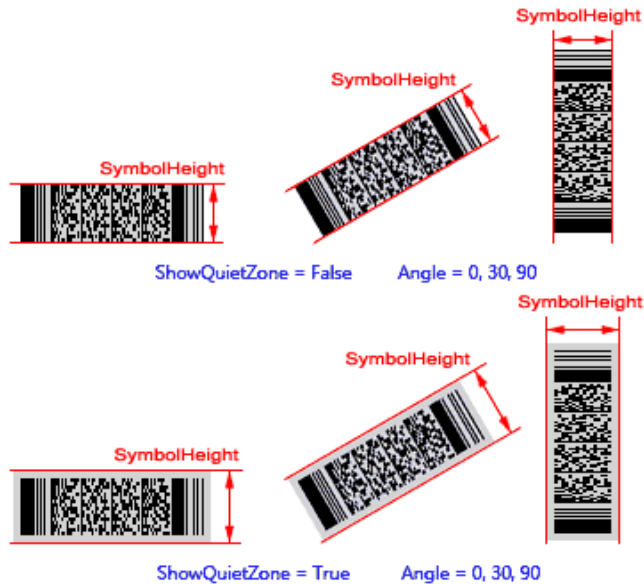 SymbolHeight
SymbolHeight
SymbolHeight
ShowQuietZone = False Angle = 0, 30, 90
SymbolHeight
SymbolHeight
SymbolHeight
ShowQuietZone = True Angle = 0, 30, 90